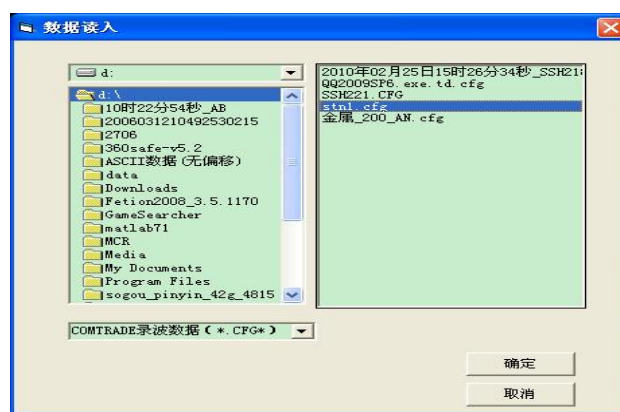 数据读入
d:
d:\
10时22分54秒_AB
2006031210492530215
2706
360safe-v5.2
ASCII数据(无偏移)
data
Downloads
Fetion2008_3.5.1170
GameSearcher
matlab71
MCR
Media
My Documents
Program Files
sogou_pinyin_42g_4815
2010年02月25日15时26分34秒_SSH21
QQ2009SP6.exe.td.cfg
SSH221.CFG
stn1.cfg
金属_200_AN.cfg
COMTRADE录波数据(*.CFG*)
确定
取消